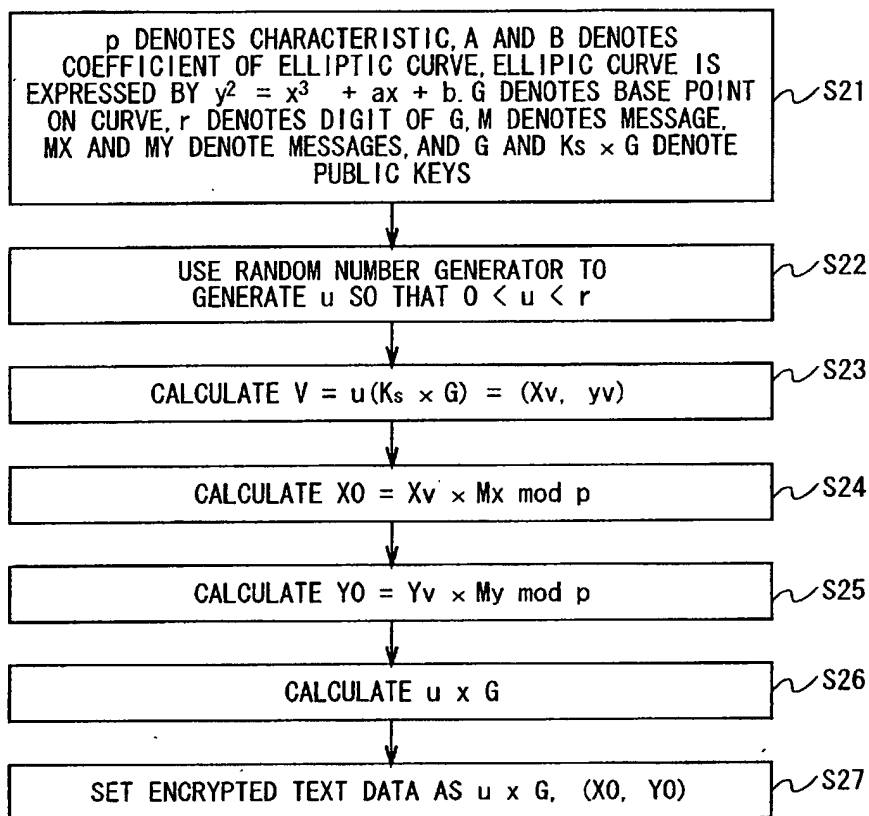 p DENOTES CHARACTERISTIC, A AND B DENOTES
COEFFICIENT OF ELLIPTIC CURVE, ELLIPIC CURVE IS
EXPRESSED BY y² = x³ + ax + b. G DENOTES BASE POINT
ON CURVE, r DENOTES DIGIT OF G, M DENOTES MESSAGE,
MX AND MY DENOTE MESSAGES, AND G AND Ks × G DENOTE
PUBLIC KEYS
S21
USE RANDOM NUMBER GENERATOR TO
GENERATE u SO THAT 0 < u < r
S22
CALCULATE V = u(Ks × G) = (Xv, yv)
S23
CALCULATE X0 = Xv × Mx mod p
S24
CALCULATE Y0 = Yv × My mod p
S25
CALCULATE u x G
S26
SET ENCRYPTED TEXT DATA AS u x G, (X0, Y0)
S27